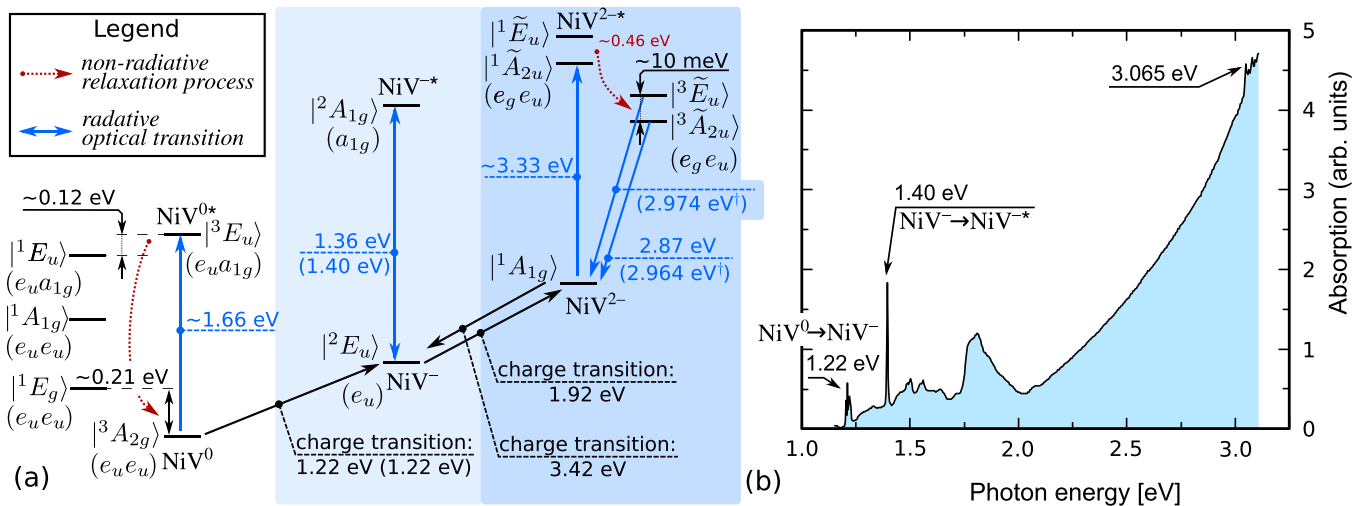 Legend
non-radiative
relaxation process
radative
optical transition
~0.12 eV
NiV0*
|3Eu⟩
(eua1g)
|1Eu⟩
(eua1g)
|1A1g⟩
(eueu)
~1.66 eV
|1Eg⟩
(eueu)
~0.21 eV
|3A2g⟩
(eueu)
NiV0
(a)
NiV−*
|2A1g⟩
(a1g)
1.36 eV
(1.40 eV)
|2Eu⟩
(eu)
NiV−
charge transition:
1.22 eV (1.22 eV)
NiV2−*
|1Ẽu⟩
|1Ã2u⟩
(egeu)
~0.46 eV
~10 meV
|3Ẽu⟩
|3Ã2u⟩
(egeu)
~3.33 eV
(2.974 eV†)
2.87 eV
(2.964 eV†)
|1A1g⟩
NiV2−
charge transition:
1.92 eV
charge transition:
3.42 eV
(b)
3.065 eV
1.40 eV
NiV−→NiV−*
NiV0→NiV−
1.22 eV
5
4
3
2
1
0
Absorption (arb. units)
1.0 1.5 2.0 2.5 3.0
Photon energy [eV]